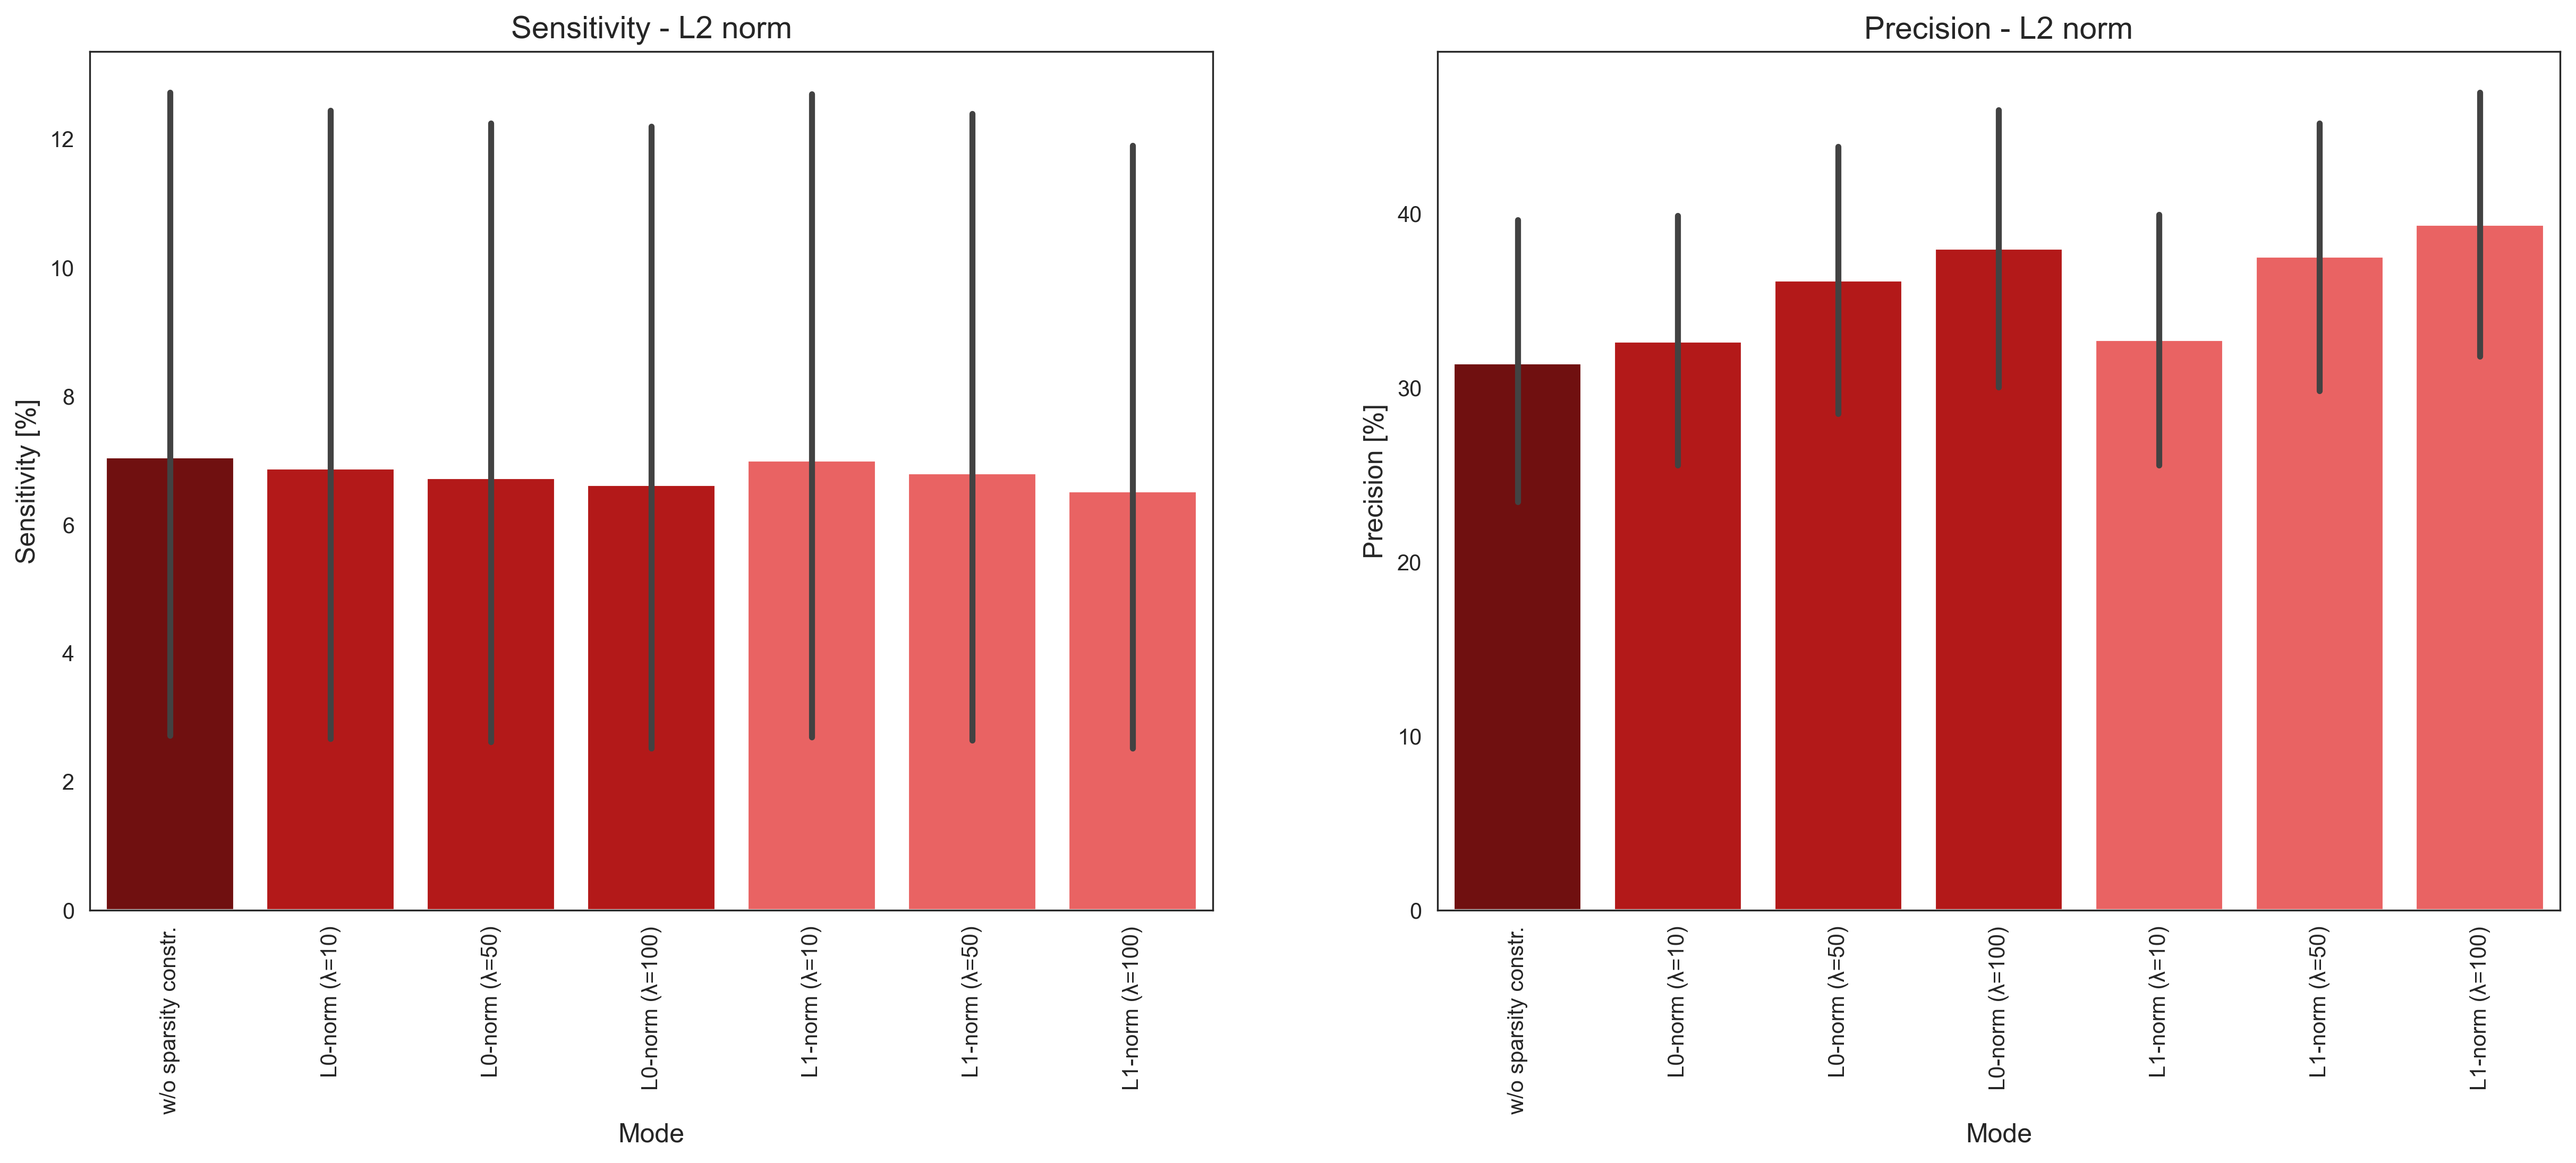 Sensitivity - L2 norm
Sensitivity [%]
12
10
8
6
4
2
0
w/o sparsity constr.
L0-norm (λ=10)
L0-norm (λ=50)
L0-norm (λ=100)
L1-norm (λ=10)
L1-norm (λ=50)
L1-norm (λ=100)
Mode
Precision - L2 norm
Precision [%]
40
30
20
10
0
w/o sparsity constr.
L0-norm (λ=10)
L0-norm (λ=50)
L0-norm (λ=100)
L1-norm (λ=10)
L1-norm (λ=50)
L1-norm (λ=100)
Mode